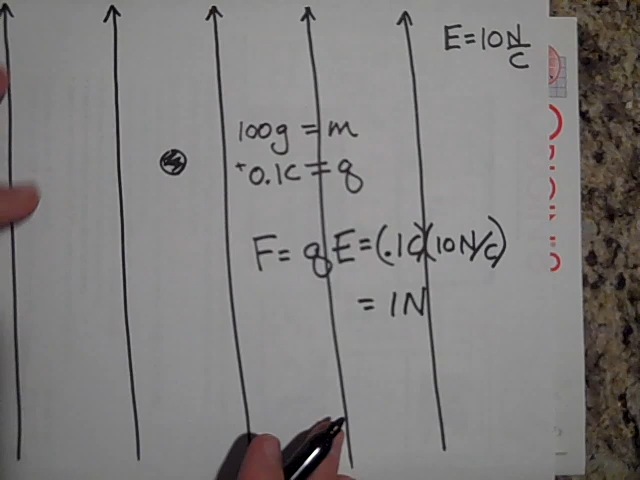 E=10N/C
100g = m
+0.1C = q
F = qE = (.1C)(10N/C)
= 1N